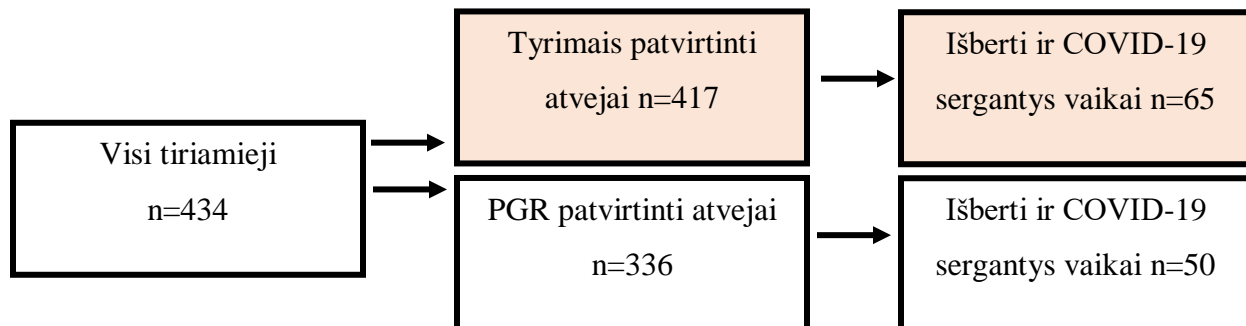 Visi tiriamieji
n=434
Tyrimais patvirtinti
atvejai n=417
Išberti ir COVID-19
sergantys vaikai n=65
PGR patvirtinti atvejai
n=336
Išberti ir COVID-19
sergantys vaikai n=50